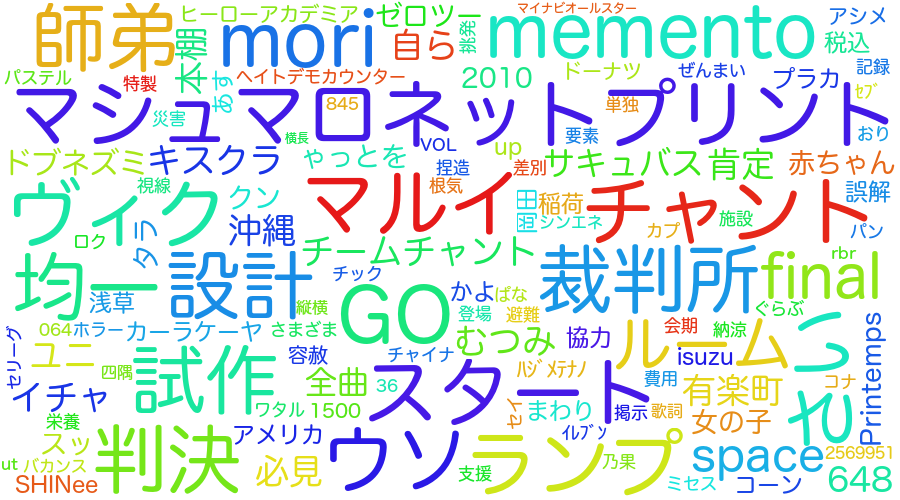 師弟
ヒーローアカデミア
ゼロツー
マイナビオールスター
アシメ
本棚
mori
自ら
挑発
memento
税込
パステル
特製
あす
ヘイトデモカウンター
2010
ドーナツ
ぜんまい
プラカ
記録
マシュマロネットプリント
845
単独
ｾﾌﾞ
災害
横長
VOL
up
要素
おり
ドブネズミ
キスクラ
ゃっとを
捏造
差別
サキュバス
肯定
赤ちゃん
視線
クン
根気
稲荷
誤解
ヴィク
マルイ
チャント
沖縄
シンエネ
カプ
施設
パン
ロク
タラ
チームチャント
rbr
均一
設計
チック
裁判所
final
浅草
縦横
GO
かよ
ぱな
登場
避難
ぐらぶ
064
ホラー
カーラケーヤ
さまざま
むつみ
協力
会期
納涼
セリーグ
ユニ
四隅
試作
容赦
チャイナ
ﾊｼﾞﾒﾃﾅﾉ
ルーム
isuzu
Printemps
イチャ
全曲
スタート
36
費用
有楽町
コナ
栄養
ワタル
1500
セイ
まわり
掲示
歌詞
女の子
スッ
判決
アメリカ
ウソ
ランプ
ｲﾚﾌﾞﾝ
space
2569951
ut
バカンス
必見
支援
乃果
648
SHINee
ミセス
コーン